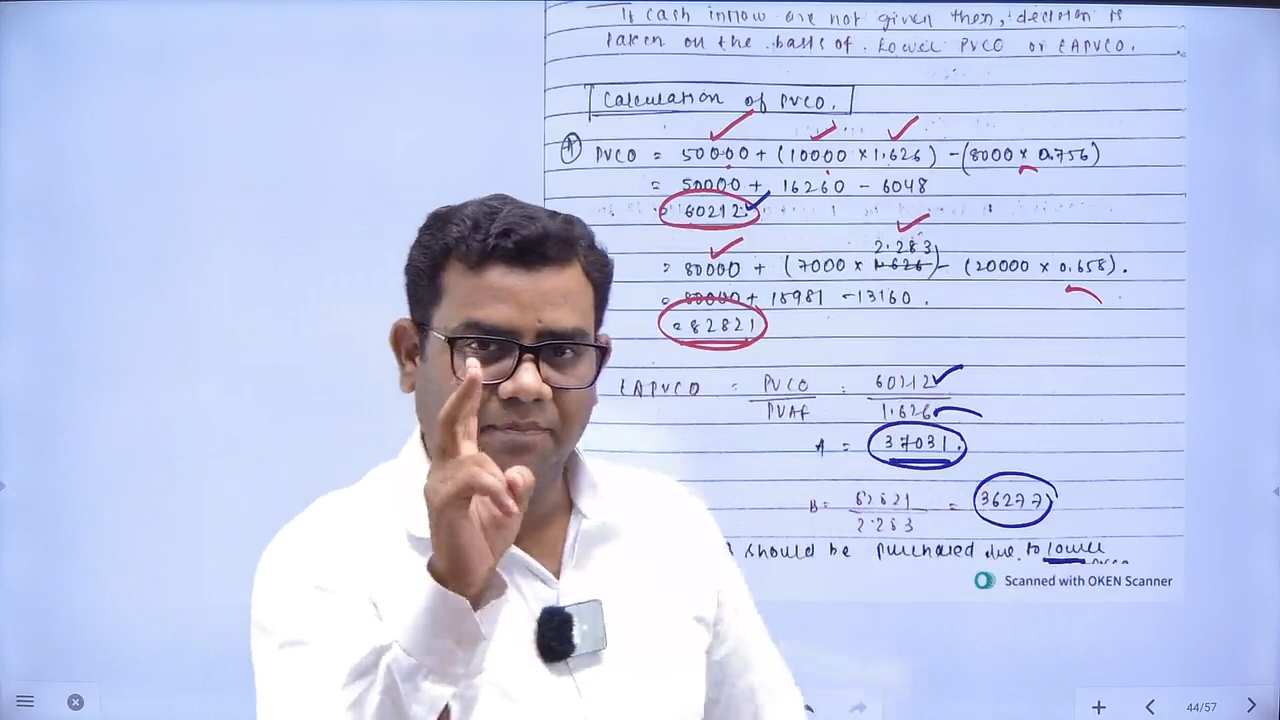 If cash inflow are not given then, decision is
taken on the basis of lower PVCO or EAPVCO.
Calculation of PVCO.
A PVCO = 50000 + (10000 × 1.626) - (8000 × 0.756)
= 50000 + 16260 - 6048
= 60212
2.283
= 80000 + (7000 × 1.626) - (20000 × 0.658).
= 80000 + 15981 - 13160.
= 82821
EAPVCO = PVCO = 60212
PVAF 1.626
A = 37031.
B = 82821 = 36277
2.283
should be purchased due to lower
PVCO
Scanned with OKEN Scanner
44/57